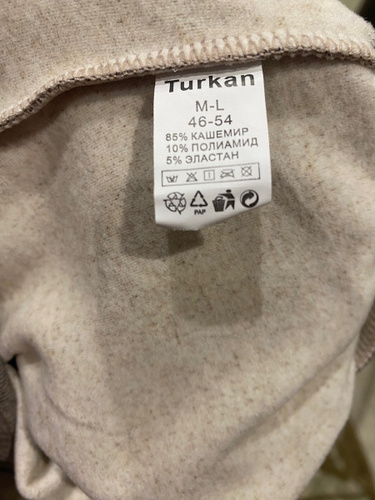 Turkan
M-L
46-54
85% КАШЕМИР
10% ПОЛИАМИД
5% ЭЛАСТАН
PAP